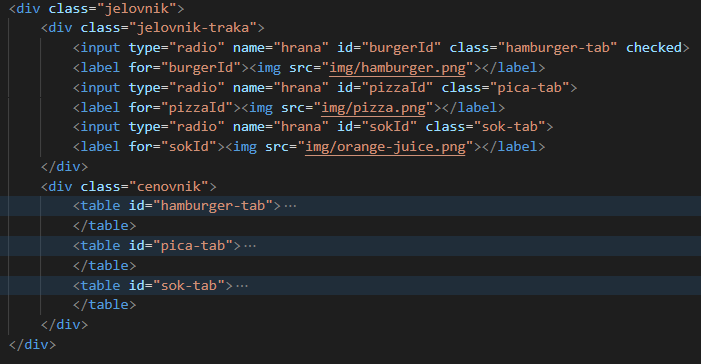 <div class="jelovnik">
<div class="jelovnik-traka">
<input type="radio" name="hrana" id="burgerId" class="hamburger-tab" checked>
<label for="burgerId"><img src="img/hamburger.png"></label>
<input type="radio" name="hrana" id="pizzaId" class="pica-tab">
<label for="pizzaId"><img src="img/pizza.png"></label>
<input type="radio" name="hrana" id="sokId" class="sok-tab">
<label for="sokId"><img src="img/orange-juice.png"></label>
</div>
<div class="cenovnik">
<table id="hamburger-tab">…
</table>
<table id="pica-tab">…
</table>
<table id="sok-tab">…
</table>
</div>
</div>